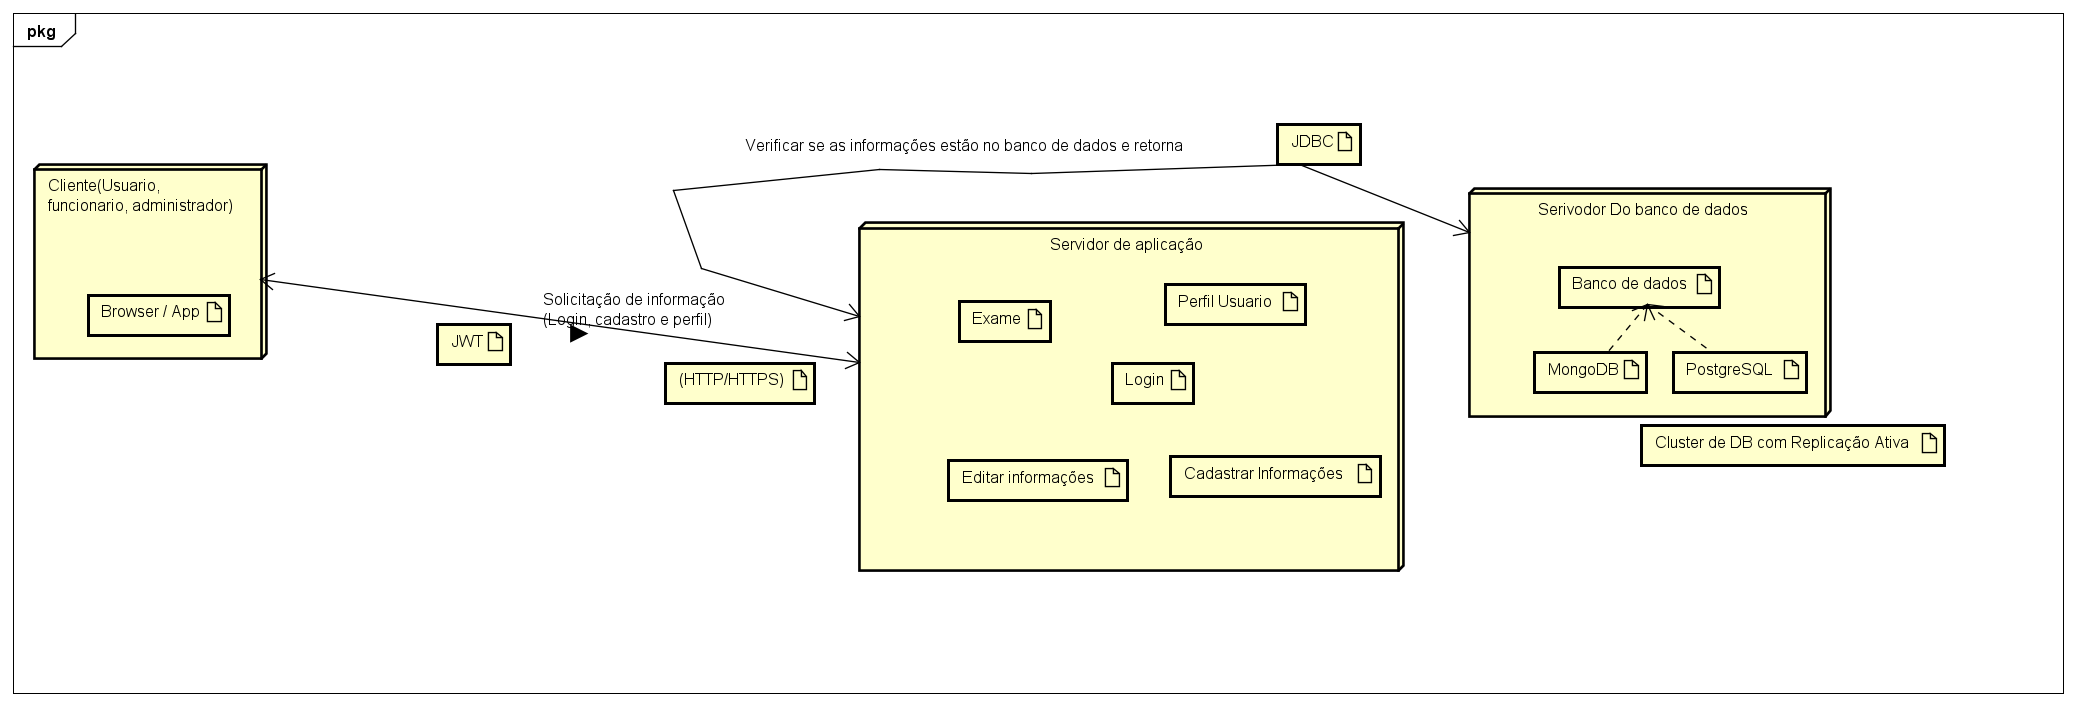 pkg
Cliente(Usuario,
funcionario, administrador)
Browser / App
JWT
Solicitação de informação
(Login, cadastro e perfil)
(HTTP/HTTPS)
Verificar se as informações estão no banco de dados e retorna
JDBC
Servidor de aplicação
Exame
Perfil Usuario
Login
Editar informações
Cadastrar Informações
Serivodor Do banco de dados
Banco de dados
MongoDB
PostgreSQL
Cluster de DB com Replicação Ativa